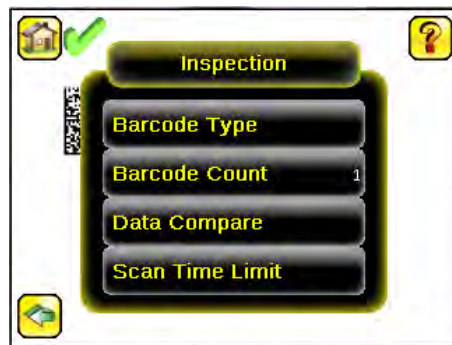 Inspection
Barcode Type
Barcode Count 1
Data Compare
Scan Time Limit